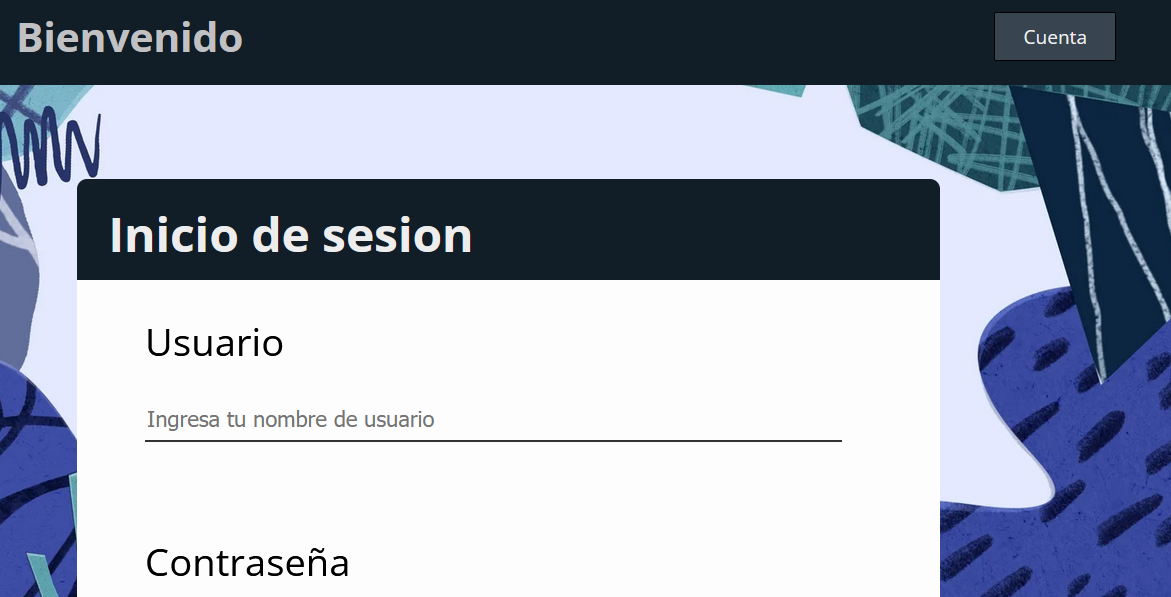 Bienvenido
Cuenta
Inicio de sesion
Usuario
Ingresa tu nombre de usuario
Contraseña